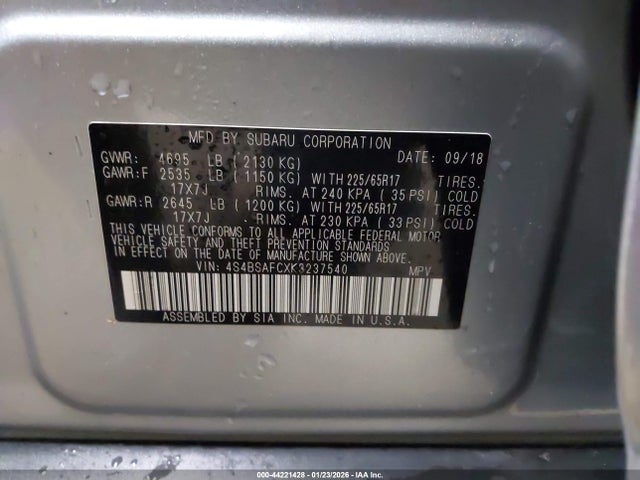 MFD BY SUBARU CORPORATION
GVWR: 4695 LB ( 2130 KG) DATE: 09/18
GAWR:F 2535 LB ( 1150 KG) WITH 225/65R17 TIRES.
17X7J RIMS. AT 240 KPA ( 35 PSI) COLD
GAWR:R 2645 LB ( 1200 KG) WITH 225/65R17 TIRES.
17X7J RIMS. AT 230 KPA ( 33 PSI) COLD
THIS VEHICLE CONFORMS TO ALL APPLICABLE FEDERAL MOTOR
VEHICLE SAFETY AND THEFT PREVENTION STANDARDS
IN EFFECT ON THE DATE OF MANUFACTURE SHOWN ABOVE.
VIN: 4S4BSAFCXK3237540 MPV
ASSEMBLED BY SIA INC. MADE IN U.S.A.
000-44221428 - 01/23/2026 - IAA Corp.